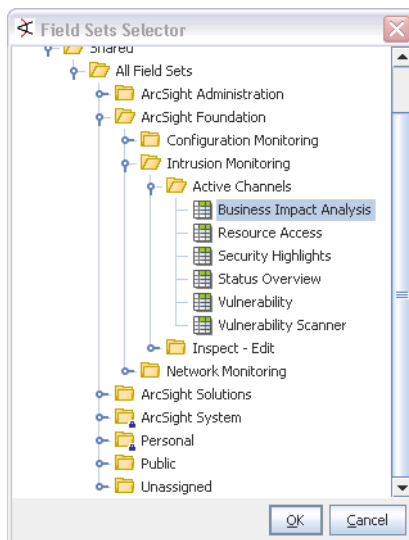 Field Sets Selector
Shared
All Field Sets
ArcSight Administration
ArcSight Foundation
Configuration Monitoring
Intrusion Monitoring
Active Channels
Business Impact Analysis
Resource Access
Security Highlights
Status Overview
Vulnerability
Vulnerability Scanner
Inspect - Edit
Network Monitoring
ArcSight Solutions
ArcSight System
Personal
Public
Unassigned
OK Cancel